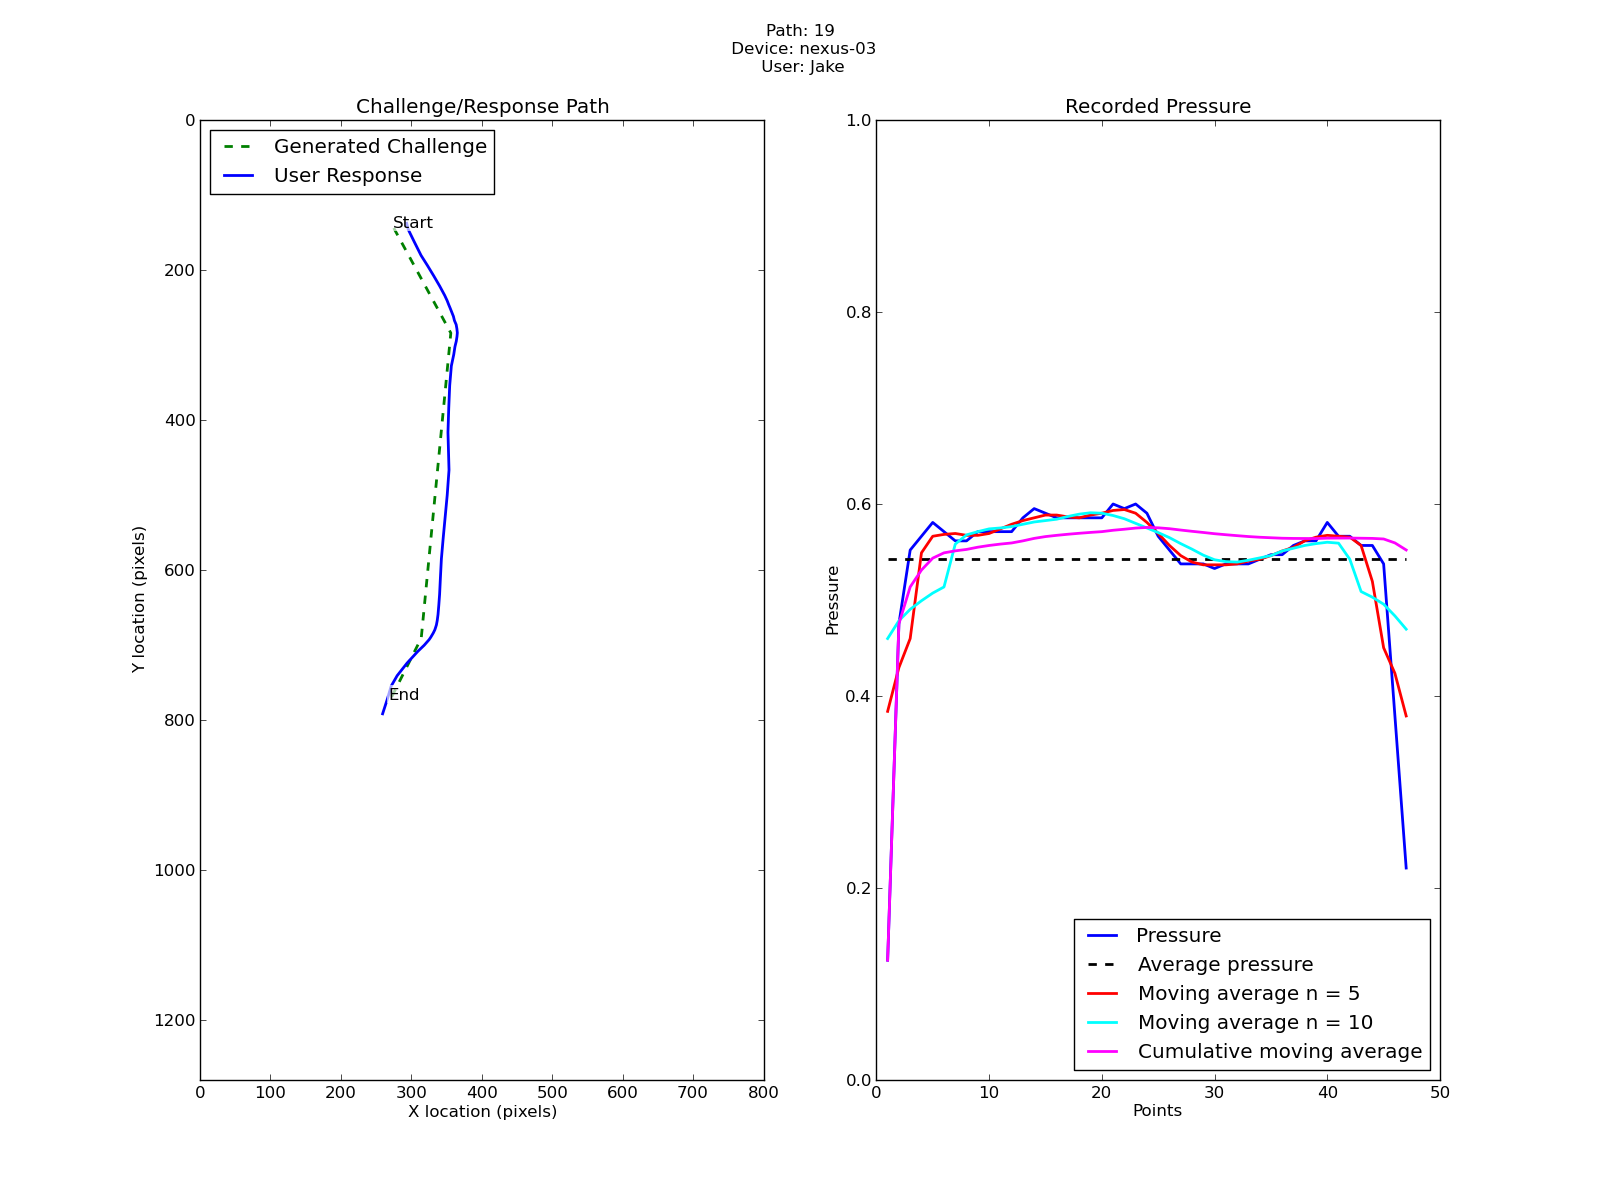 Path: 19
Device: nexus-03
User: Jake
Challenge/Response Path
Generated Challenge
User Response
Start
End
0
200
400
600
800
1000
1200
Y location (pixels)
0 100 200 300 400 500 600 700 800
X location (pixels)
Recorded Pressure
1.0
0.8
0.6
0.4
0.2
0.0
Pressure
Pressure
Average pressure
Moving average n = 5
Moving average n = 10
Cumulative moving average
0 10 20 30 40 50
Points